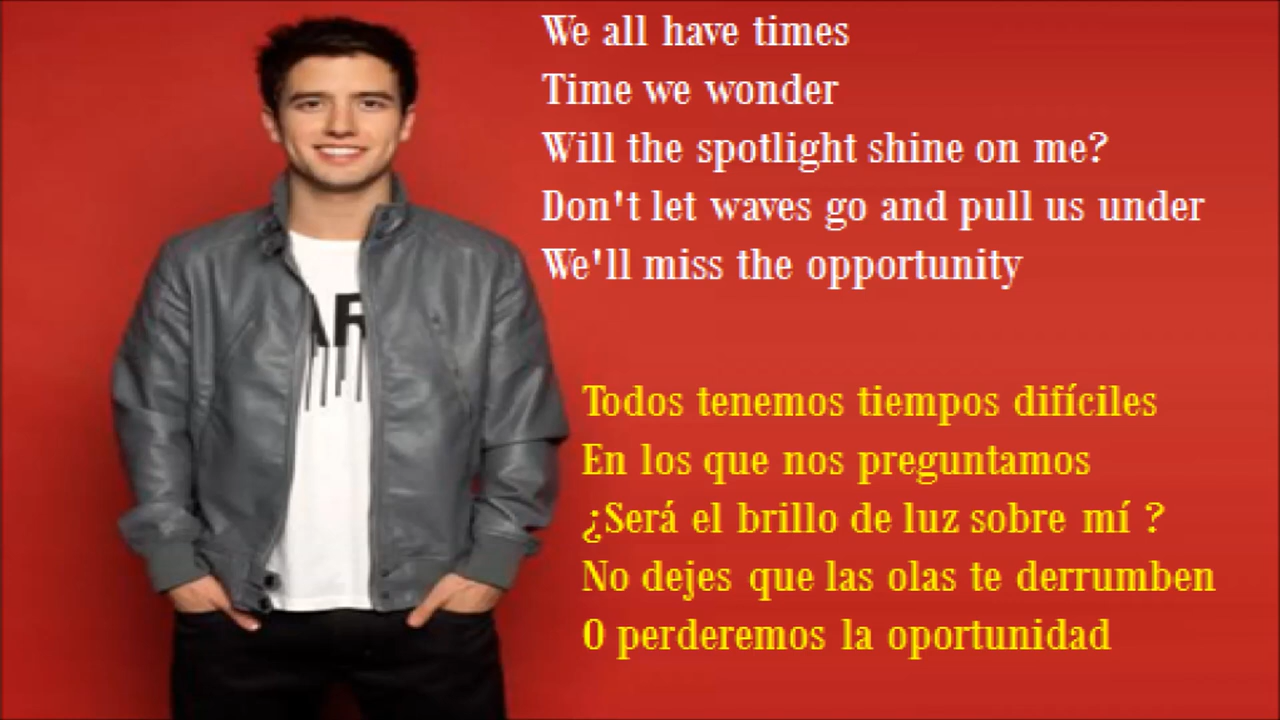 We all have times
Time we wonder
Will the spotlight shine on me?
Don't let waves go and pull us under
We'll miss the opportunity
AR
Todos tenemos tiempos difíciles
En los que nos preguntamos
¿Será el brillo de luz sobre mí ?
No dejes que las olas te derrumben
O perderemos la oportunidad